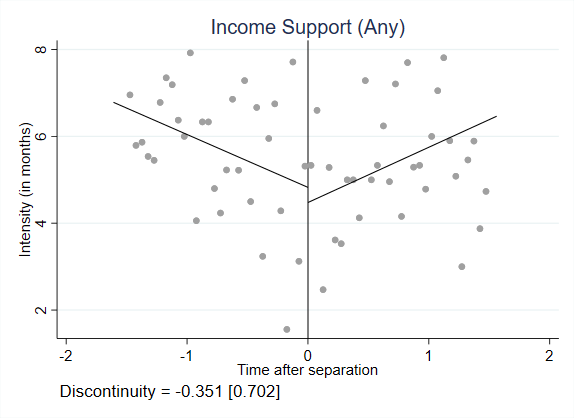 Income Support (Any)
8
6
4
2
Intensity (in months)
-2 -1 0 1 2
Time after separation
Discontinuity = -0.351 [0.702]